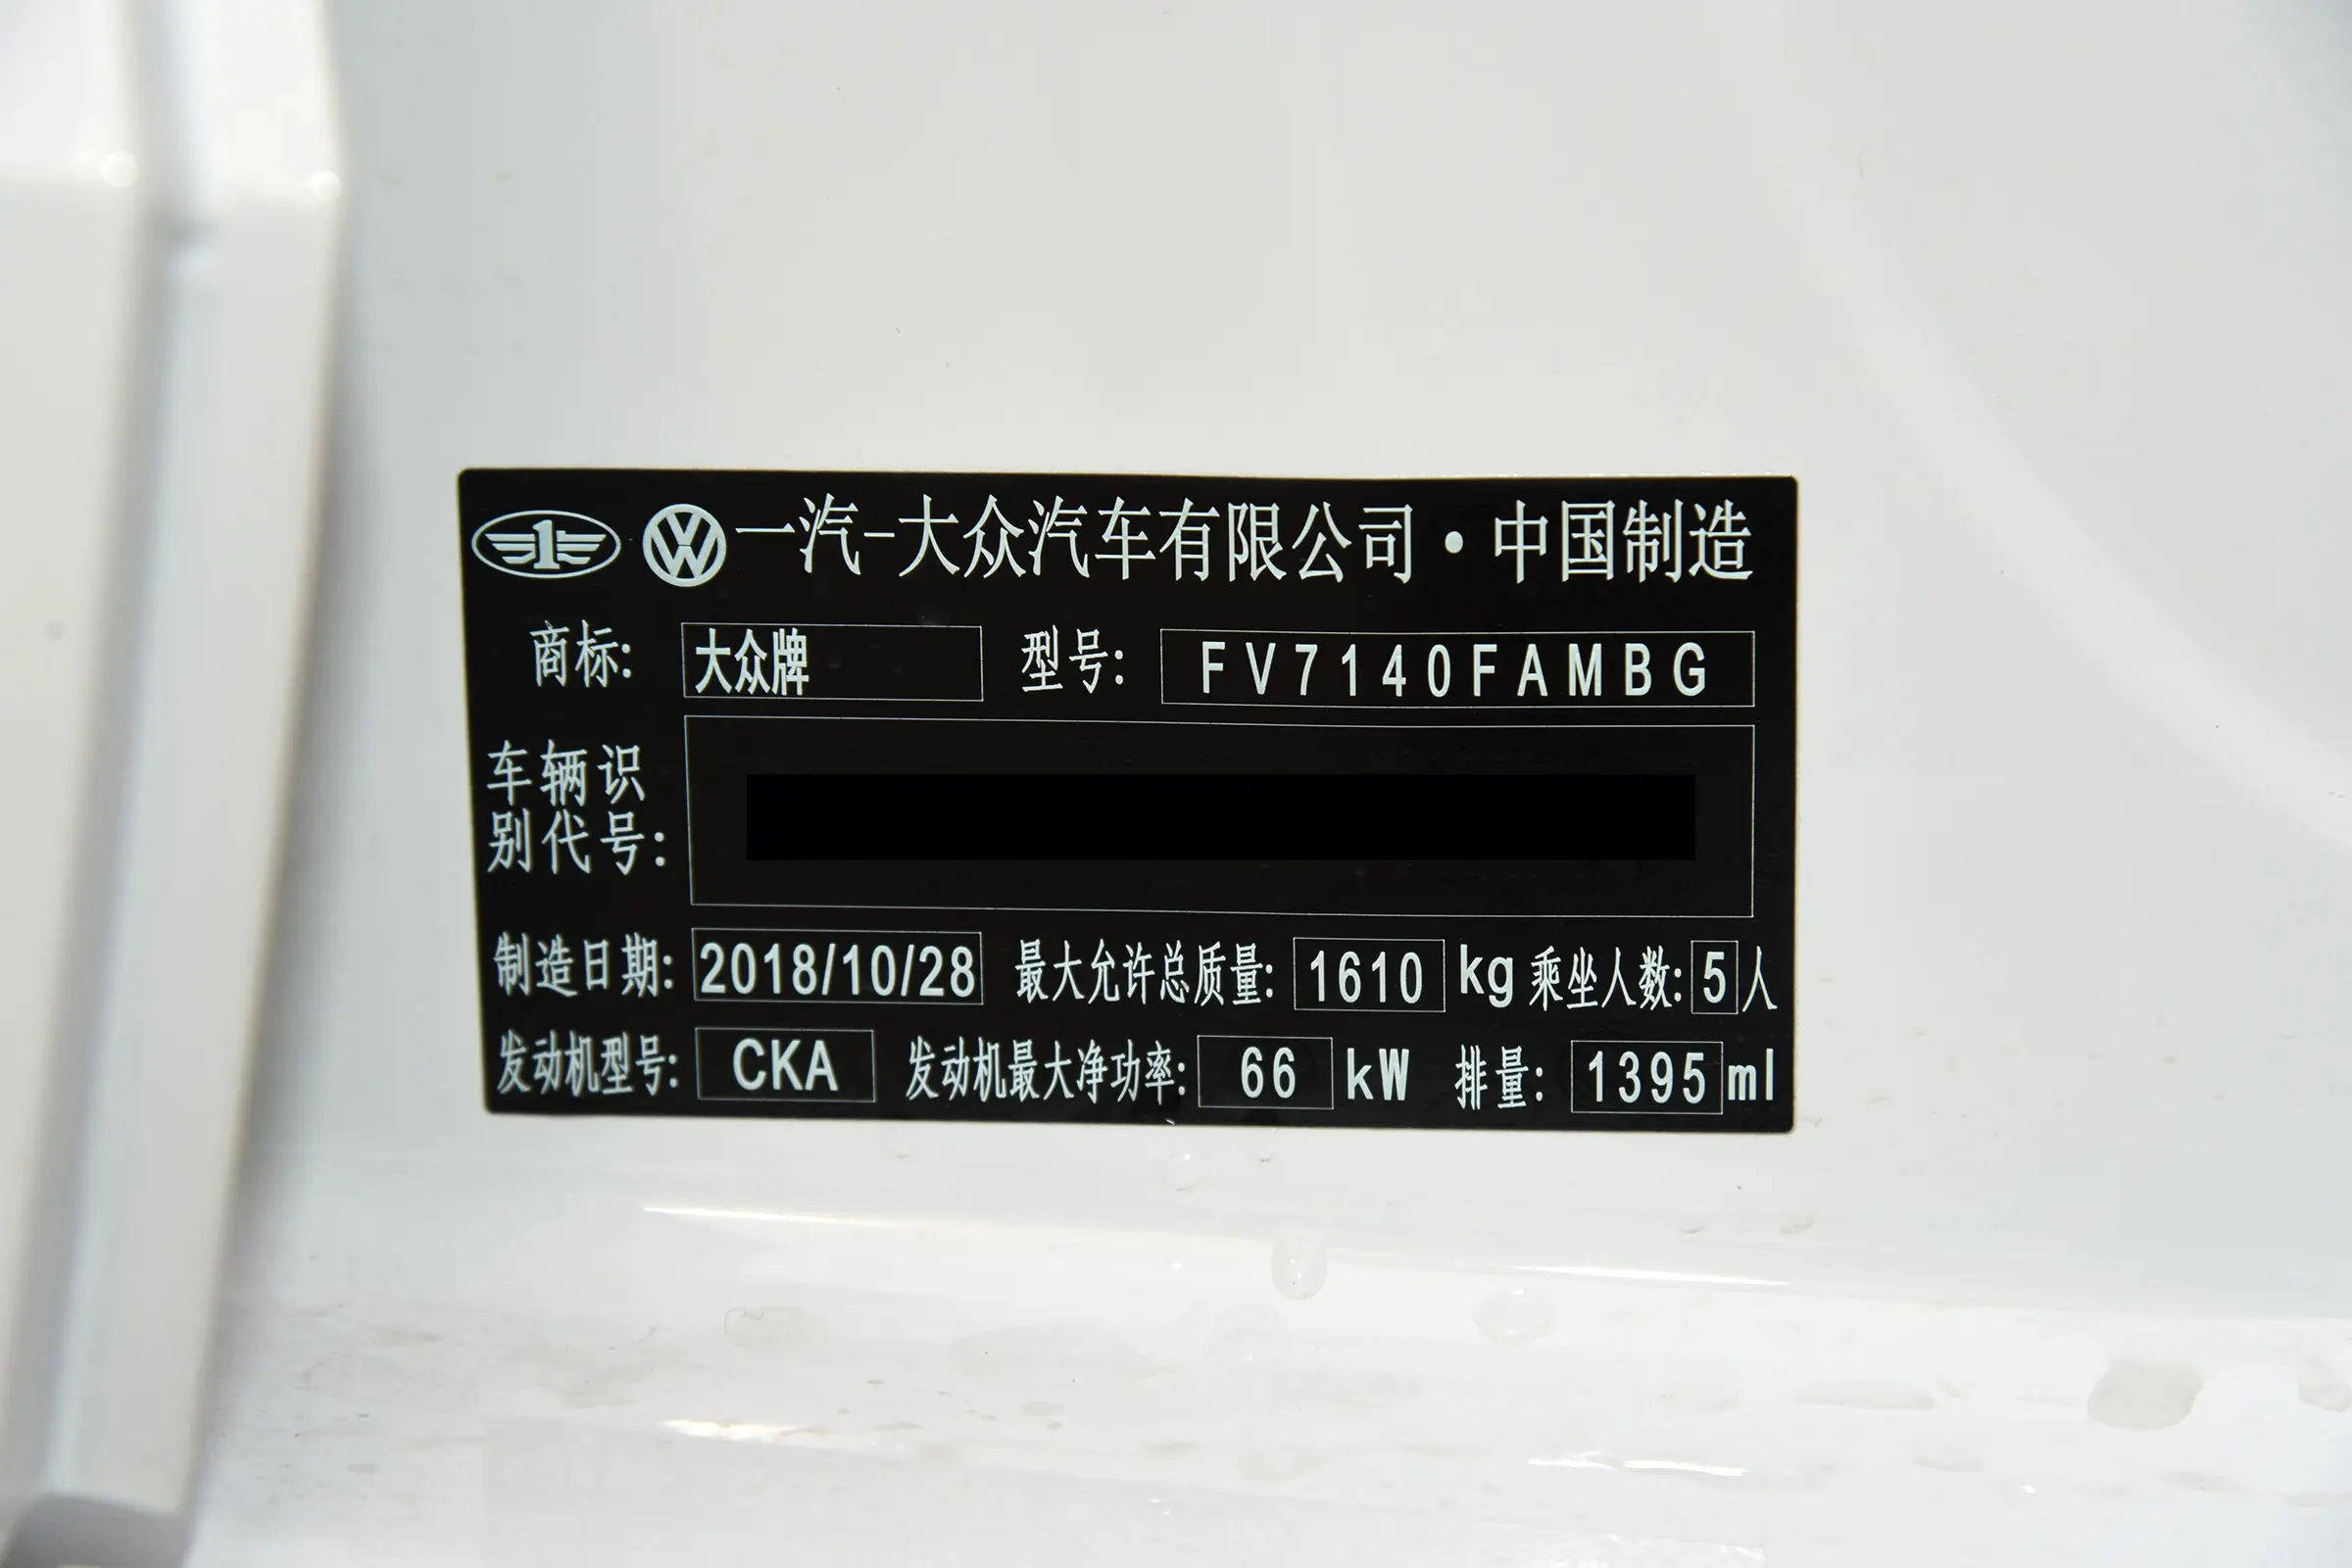 一汽-大众汽车有限公司·中国制造
商标: 大众牌 型号: FV7140FAMBG
车辆识
别代号:
制造日期: 2018/10/28 最大允许总质量: 1610 kg 乘坐人数: 5 人
发动机型号: CKA 发动机最大净功率: 66 kW 排量: 1395 ml